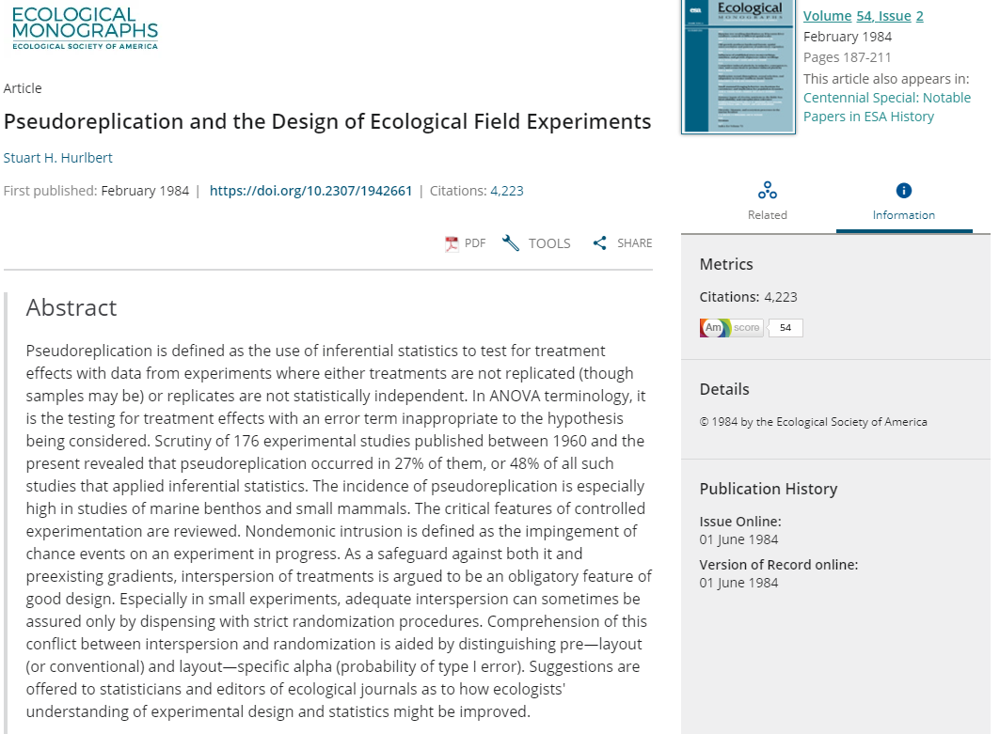 ECOLOGICAL
MONOGRAPHS
ECOLOGICAL SOCIETY OF AMERICA
Article
Pseudoreplication and the Design of Ecological Field Experiments
Stuart H. Hurlbert
First published: February 1984 | https://doi.org/10.2307/1942661 | Citations: 4,223
PDF TOOLS SHARE
Abstract
Pseudoreplication is defined as the use of inferential statistics to test for treatment
effects with data from experiments where either treatments are not replicated (though
samples may be) or replicates are not statistically independent. In ANOVA terminology, it
is the testing for treatment effects with an error term inappropriate to the hypothesis
being considered. Scrutiny of 176 experimental studies published between 1960 and the
present revealed that pseudoreplication occurred in 27% of them, or 48% of all such
studies that applied inferential statistics. The incidence of pseudoreplication is especially
high in studies of marine benthos and small mammals. The critical features of controlled
experimentation are reviewed. Nondemonic intrusion is defined as the impingement of
chance events on an experiment in progress. As a safeguard against both it and
preexisting gradients, interspersion of treatments is argued to be an obligatory feature of
good design. Especially in small experiments, adequate interspersion can sometimes be
assured only by dispensing with strict randomization procedures. Comprehension of this
conflict between interspersion and randomization is aided by distinguishing pre—layout
(or conventional) and layout—specific alpha (probability of type I error). Suggestions are
offered to statisticians and editors of ecological journals as to how ecologists'
understanding of experimental design and statistics might be improved.
Ecological
MONOGRAPHS
Volume 54, Issue 2
February 1984
Pages 187-211
This article also appears in:
Centennial Special: Notable
Papers in ESA History
Related Information
Metrics
Citations: 4,223
Am score 54
Details
© 1984 by the Ecological Society of America
Publication History
Issue Online:
01 June 1984
Version of Record online:
01 June 1984